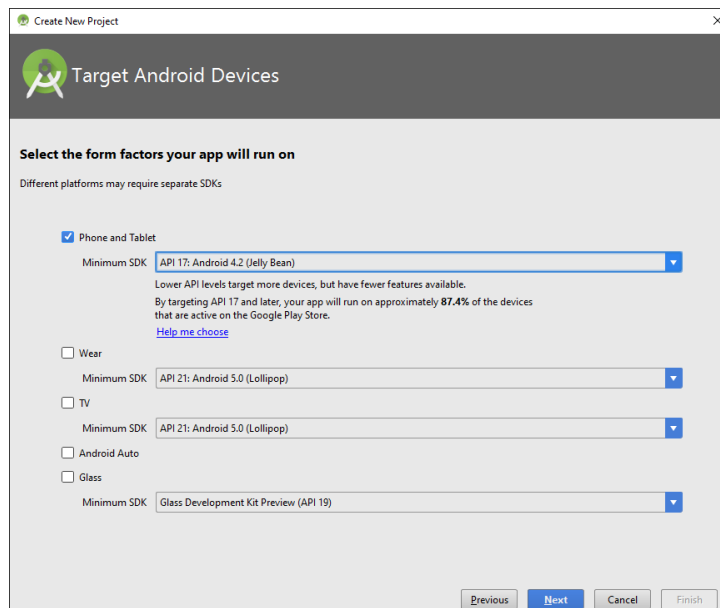 Create New Project
Target Android Devices
Select the form factors your app will run on
Different platforms may require separate SDKs
Phone and Tablet
Minimum SDK API 17: Android 4.2 (Jelly Bean)
Lower API levels target more devices, but have fewer features available.
By targeting API 17 and later, your app will run on approximately 87.4% of the devices
that are active on the Google Play Store.
Help me choose
Wear
Minimum SDK API 21: Android 5.0 (Lollipop)
TV
Minimum SDK API 21: Android 5.0 (Lollipop)
Android Auto
Glass
Minimum SDK Glass Development Kit Preview (API 19)
Previous Next Cancel Finish